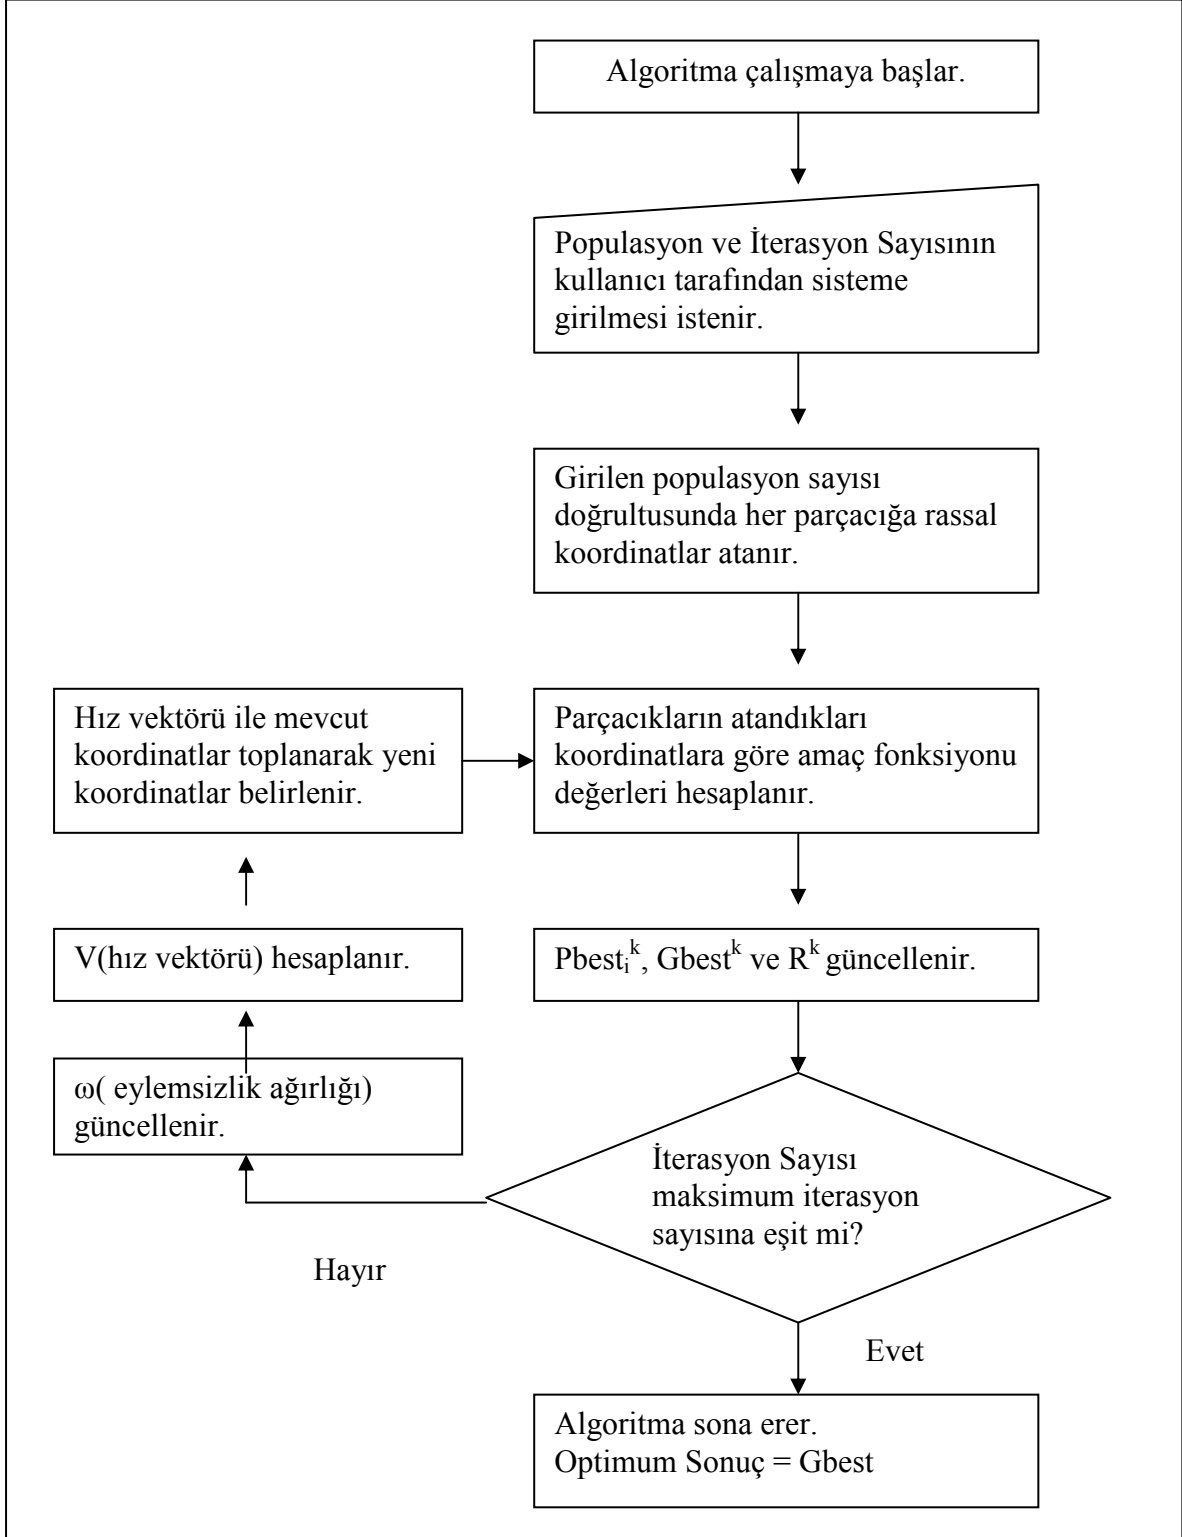 Algoritma çalışmaya başlar.
Populasyon ve İterasyon Sayısının
kullanıcı tarafından sisteme
girilmesi istenir.
Girilen populasyon sayısı
doğrultusunda her parçacığa rassal
koordinatlar atanır.
Hız vektörü ile mevcut
koordinatlar toplanarak yeni
koordinatlar belirlenir.
Parçacıkların atandıkları
koordinatlara göre amaç fonksiyonu
değerleri hesaplanır.
V(hız vektörü) hesaplanır.
Pbestᵢᵏ, Gbestᵏ ve Rᵏ güncellenir.
ω( eylemsizlik ağırlığı)
güncellenir.
İterasyon Sayısı
maksimum iterasyon
sayısına eşit mi?
Hayır
Evet
Algoritma sona erer.
Optimum Sonuç = Gbest